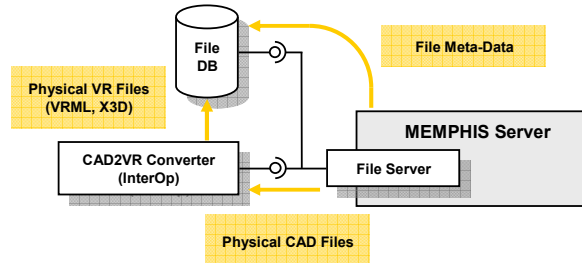 File
DB
File Meta-Data
Physical VR Files
(VRML, X3D)
MEMPHIS Server
CAD2VR Converter
(InterOp)
File Server
Physical CAD Files